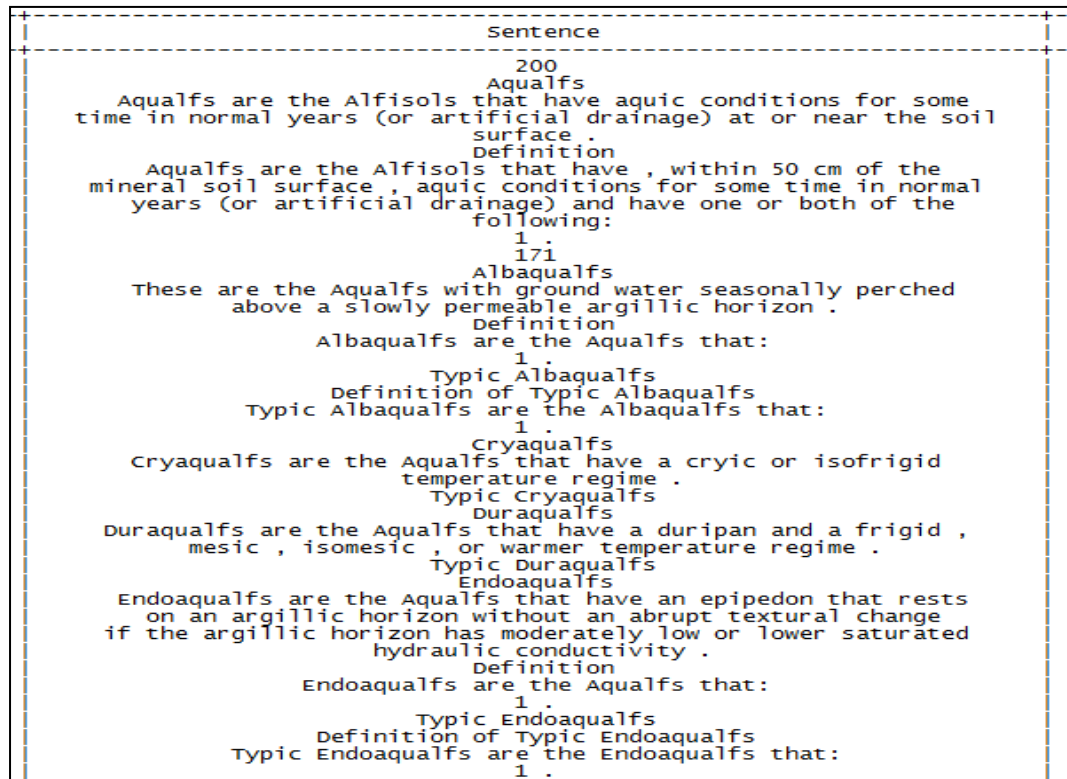 Sentence
200
Aqualfs
Aqualfs are the Alfisols that have aquic conditions for some
time in normal years (or artificial drainage) at or near the soil
surface .
Definition
Aqualfs are the Alfisols that have , within 50 cm of the
mineral soil surface , aquic conditions for some time in normal
years (or artificial drainage) and have one or both of the
following:
1 .
171
Albaqualfs
These are the Aqualfs with ground water seasonally perched
above a slowly permeable argillic horizon .
Definition
Albaqualfs are the Aqualfs that:
1 .
Typic Albaqualfs
Definition of Typic Albaqualfs
Typic Albaqualfs are the Albaqualfs that:
1 .
Cryaqualfs
Cryaqualfs are the Aqualfs that have a cryic or isofrigid
temperature regime .
Typic Cryaqualfs
Duraqualfs
Duraqualfs are the Aqualfs that have a duripan and a frigid ,
mesic , isomesic , or warmer temperature regime .
Typic Duraqualfs
Endoaqualfs
Endoaqualfs are the Aqualfs that have an epipedon that rests
on an argillic horizon without an abrupt textural change
if the argillic horizon has moderately low or lower saturated
hydraulic conductivity .
Definition
Endoaqualfs are the Aqualfs that:
1 .
Typic Endoaqualfs
Definition of Typic Endoaqualfs
Typic Endoaqualfs are the Endoaqualfs that:
1 .